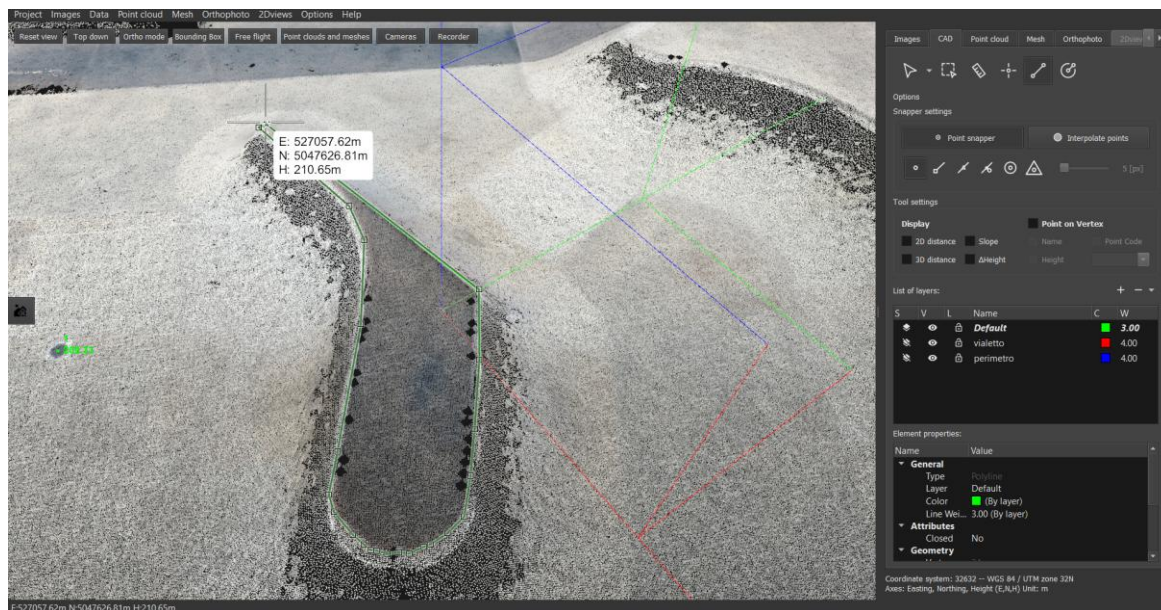 Project Images Data Point cloud Mesh Orthophoto 2Dviews Options Help
Reset view Top down Ortho mode Bounding Box Free flight Point clouds and meshes Cameras Recorder
E: 527057.62m
N: 5047626.81m
H: 210.65m
Images CAD Point cloud Mesh Orthophoto
Options
Snapper settings
Point snapper Interpolate points
5 [px]
Tool settings
Display Point on Vertex
2D distance Slope Name Point Code
3D distance ΔHeight Height
List of layers:
S V L Name C W
Default 3.00
vialetto 4.00
perimetro 4.00
Element properties:
Name Value
General
Type Polyline
Layer Default
Color (By layer)
Line Wei... 3.00 (By layer)
Attributes
Closed No
Geometry
Coordinate system: 32632 -- WGS 84 / UTM zone 32N
Axes: Easting, Northing, Height (E,N,H) Unit: m
E:527057.62m N:5047626.81m H:210.65m